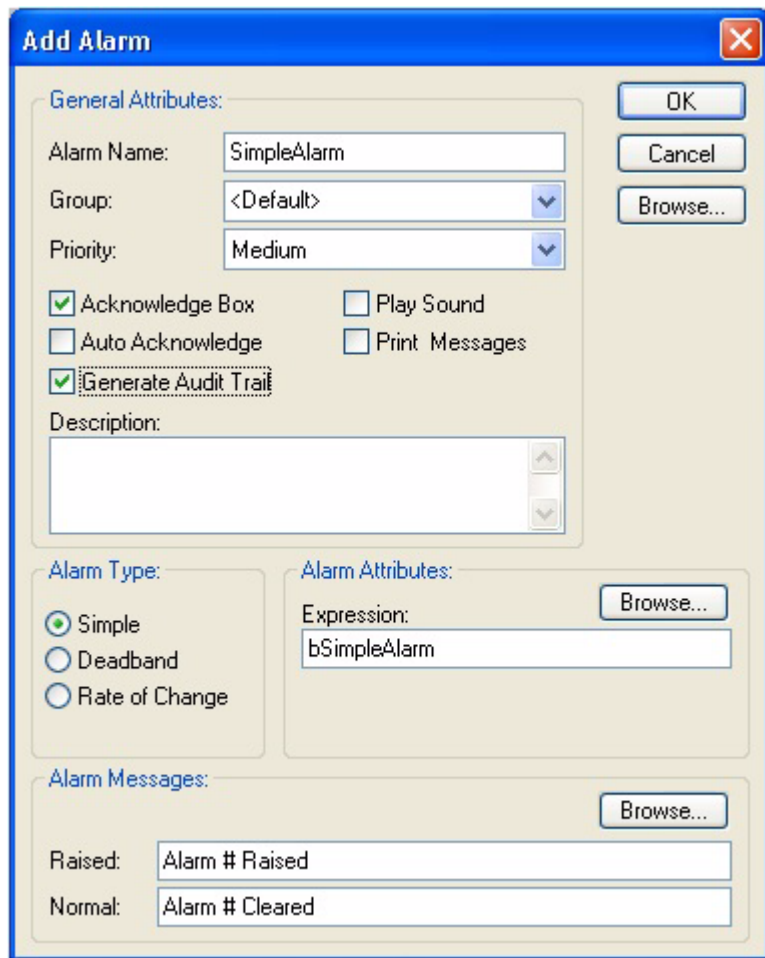 Add Alarm
General Attributes:
OK
Alarm Name: SimpleAlarm
Cancel
Group: <Default>
Browse...
Priority: Medium
Acknowledge Box
Play Sound
Auto Acknowledge
Print Messages
Generate Audit Trail
Description:
Alarm Type:
Simple
Deadband
Rate of Change
Alarm Attributes:
Browse...
Expression:
bSimpleAlarm
Alarm Messages:
Browse...
Raised: Alarm # Raised
Normal: Alarm # Cleared